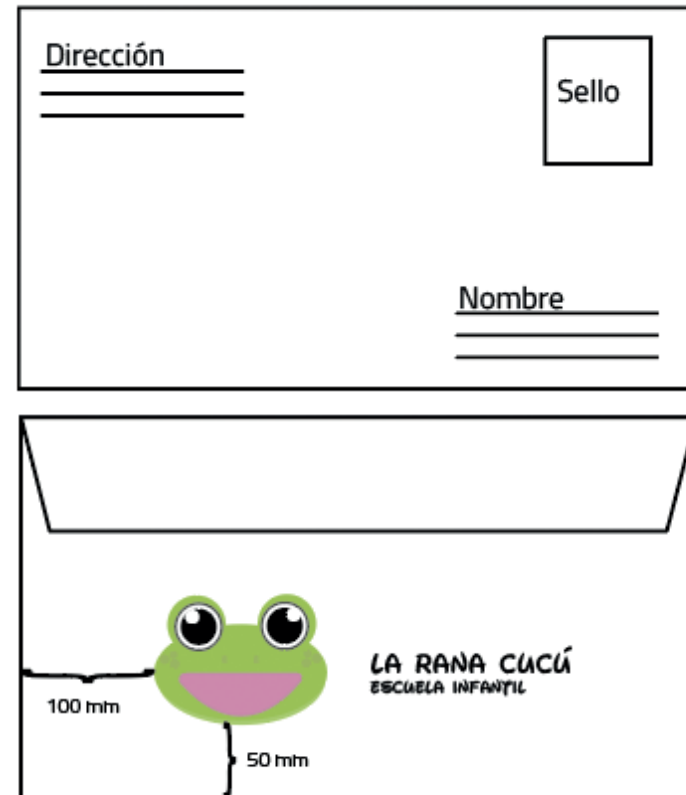 Dirección
Sello
Nombre
LA RANA CUCÚ
ESCUELA INFANTIL
100 mm
50 mm